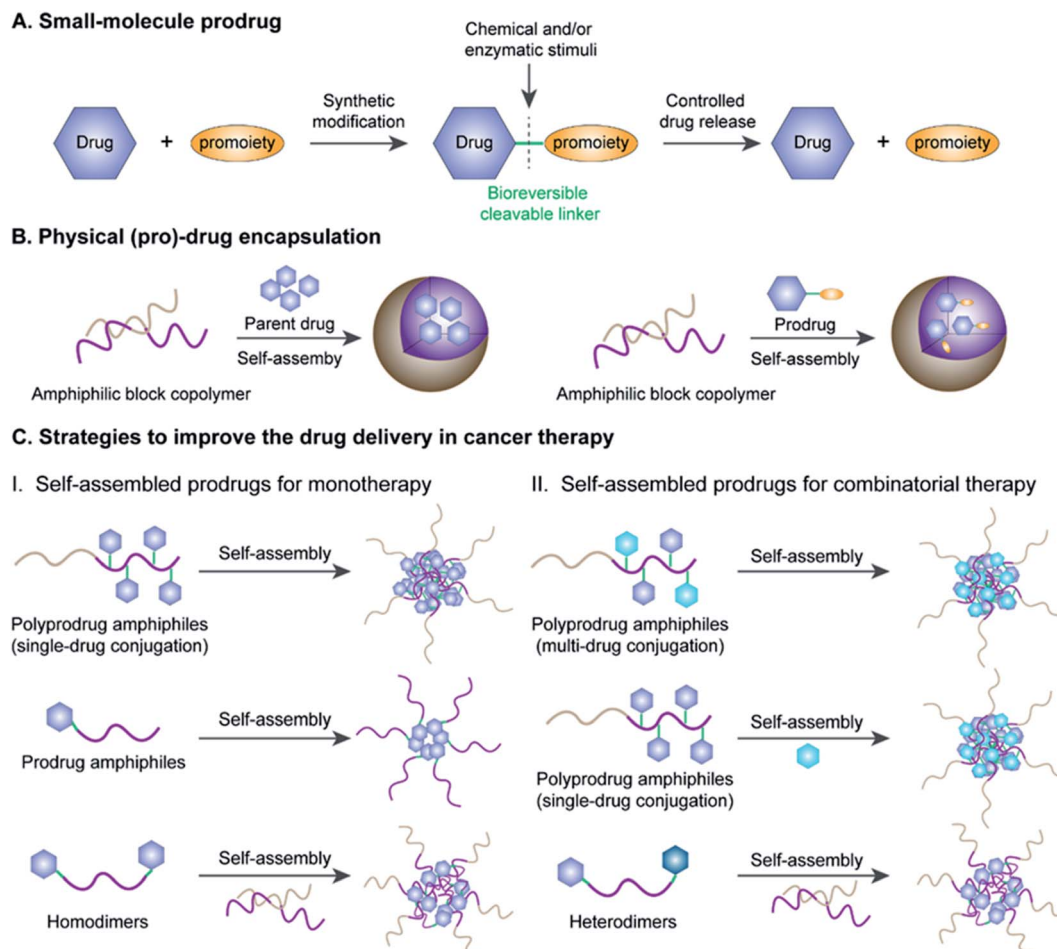 A. Small-molecule prodrug
Chemical and/or
enzymatic stimuli
Drug
+
promoiety
Synthetic
modification
Drug
promoiety
Controlled
drug release
Drug
+
promoiety
Bioreversible
cleavable linker
B. Physical (pro)-drug encapsulation
Parent drug
Self-assemby
Amphiphilic block copolymer
Prodrug
Self-assembly
Amphiphilic block copolymer
C. Strategies to improve the drug delivery in cancer therapy
I. Self-assembled prodrugs for monotherapy
Self-assembly
Polyprodrug amphiphiles
(single-drug conjugation)
Self-assembly
Prodrug amphiphiles
Self-assembly
Homodimers
II. Self-assembled prodrugs for combinatorial therapy
Self-assembly
Polyprodrug amphiphiles
(multi-drug conjugation)
Self-assembly
Polyprodrug amphiphiles
(single-drug conjugation)
Self-assembly
Heterodimers